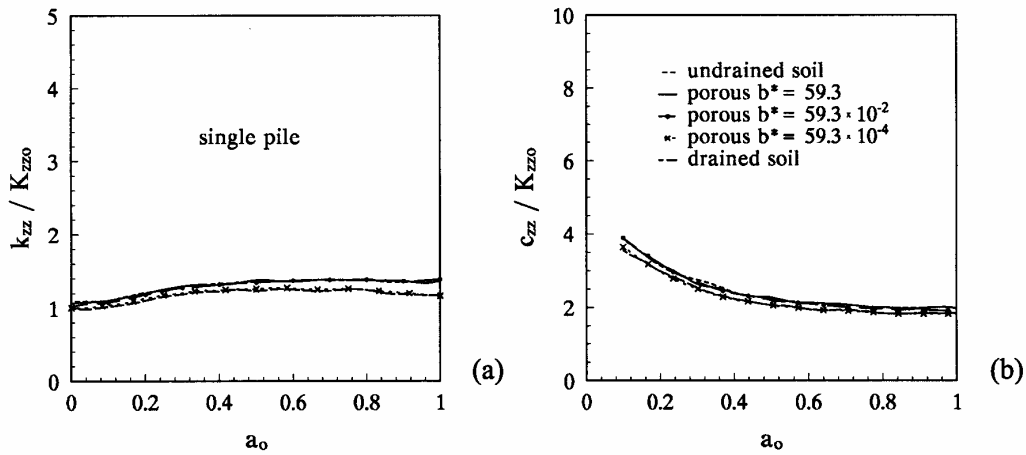 5
4
3
2
1
0
k_zz / K_zzo
single pile
0
0.2
0.4
0.6
0.8
1
a_o
(a)
10
8
6
4
2
0
c_zz / K_zzo
undrained soil
porous b* = 59.3
porous b* = 59.3 · 10^-2
porous b* = 59.3 · 10^-4
drained soil
0
0.2
0.4
0.6
0.8
1
a_o
(b)